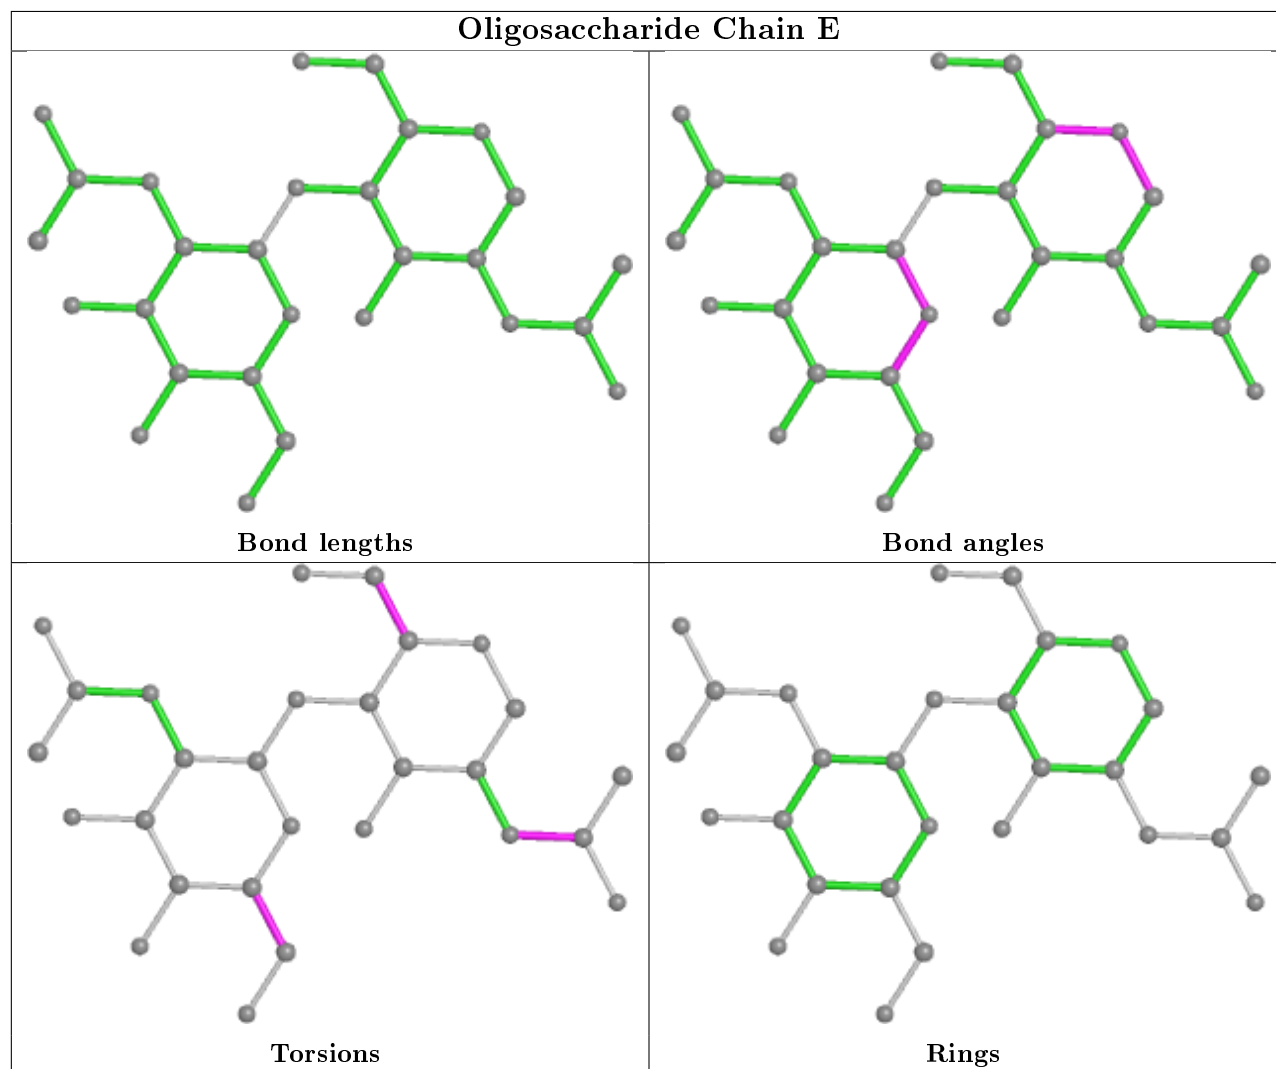 Oligosaccharide Chain E
Bond lengths
Bond angles
Torsions
Rings